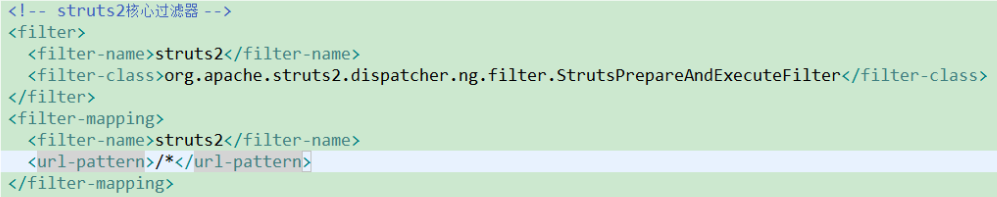 <!-- struts2核心过滤器 -->
<filter>
<filter-name>struts2</filter-name>
<filter-class>org.apache.struts2.dispatcher.ng.filter.StrutsPrepareAndExecuteFilter</filter-class>
</filter>
<filter-mapping>
<filter-name>struts2</filter-name>
<url-pattern>/*</url-pattern>
</filter-mapping>